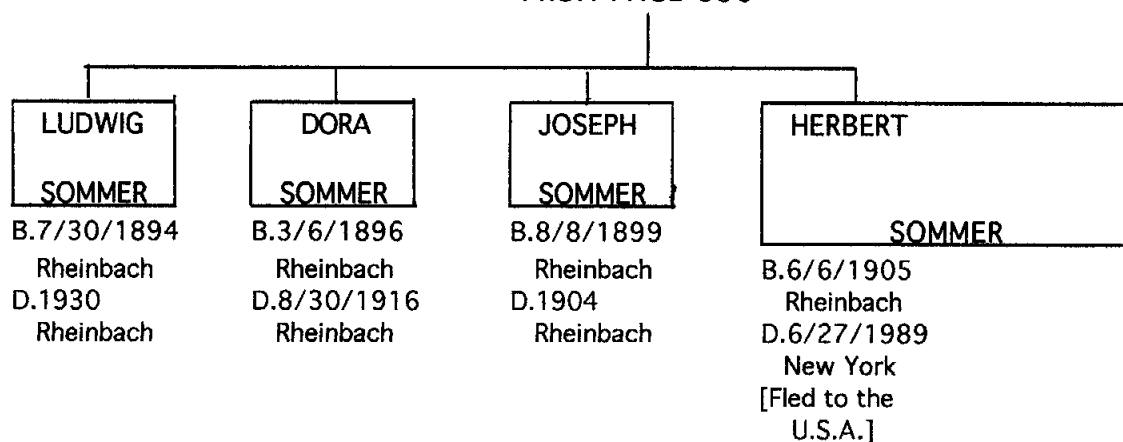 LUDWIG
SOMMER
B.7/30/1894
Rheinbach
D.1930
Rheinbach
DORA
SOMMER
B.3/6/1896
Rheinbach
D.8/30/1916
Rheinbach
JOSEPH
SOMMER
B.8/8/1899
Rheinbach
D.1904
Rheinbach
HERBERT
SOMMER
B.6/6/1905
Rheinbach
D.6/27/1989
New York
[Fled to the
U.S.A.]